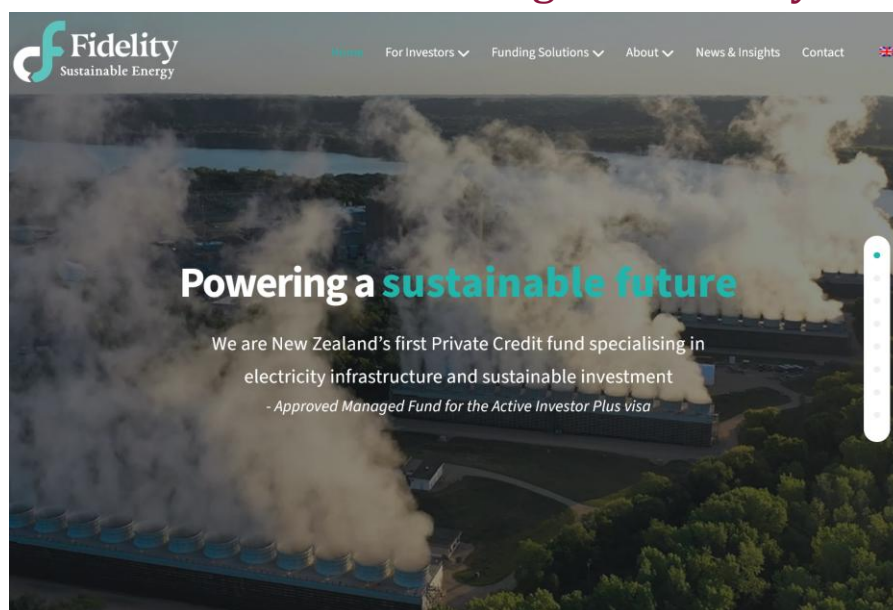 Fidelity
Sustainable Energy
Home
For Investors
Funding Solutions
About
News & Insights
Contact
Powering a sustainable future
We are New Zealand's first Private Credit fund specialising in
electricity infrastructure and sustainable investment
- Approved Managed Fund for the Active Investor Plus visa